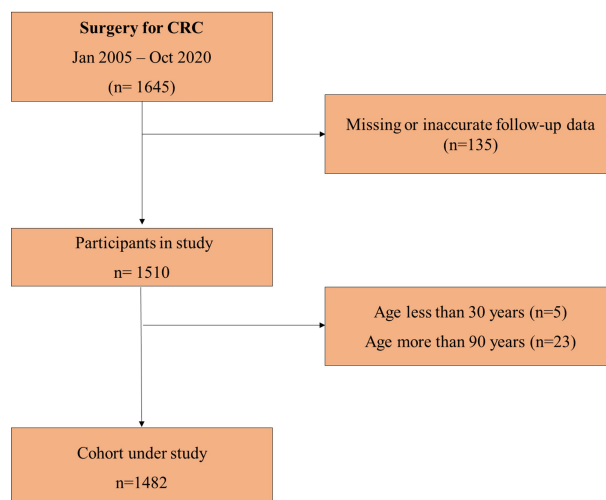 Surgery for CRC
Jan 2005 – Oct 2020
(n= 1645)
Missing or inaccurate follow-up data
(n=135)
Participants in study
n= 1510
Age less than 30 years (n=5)
Age more than 90 years (n=23)
Cohort under study
n=1482